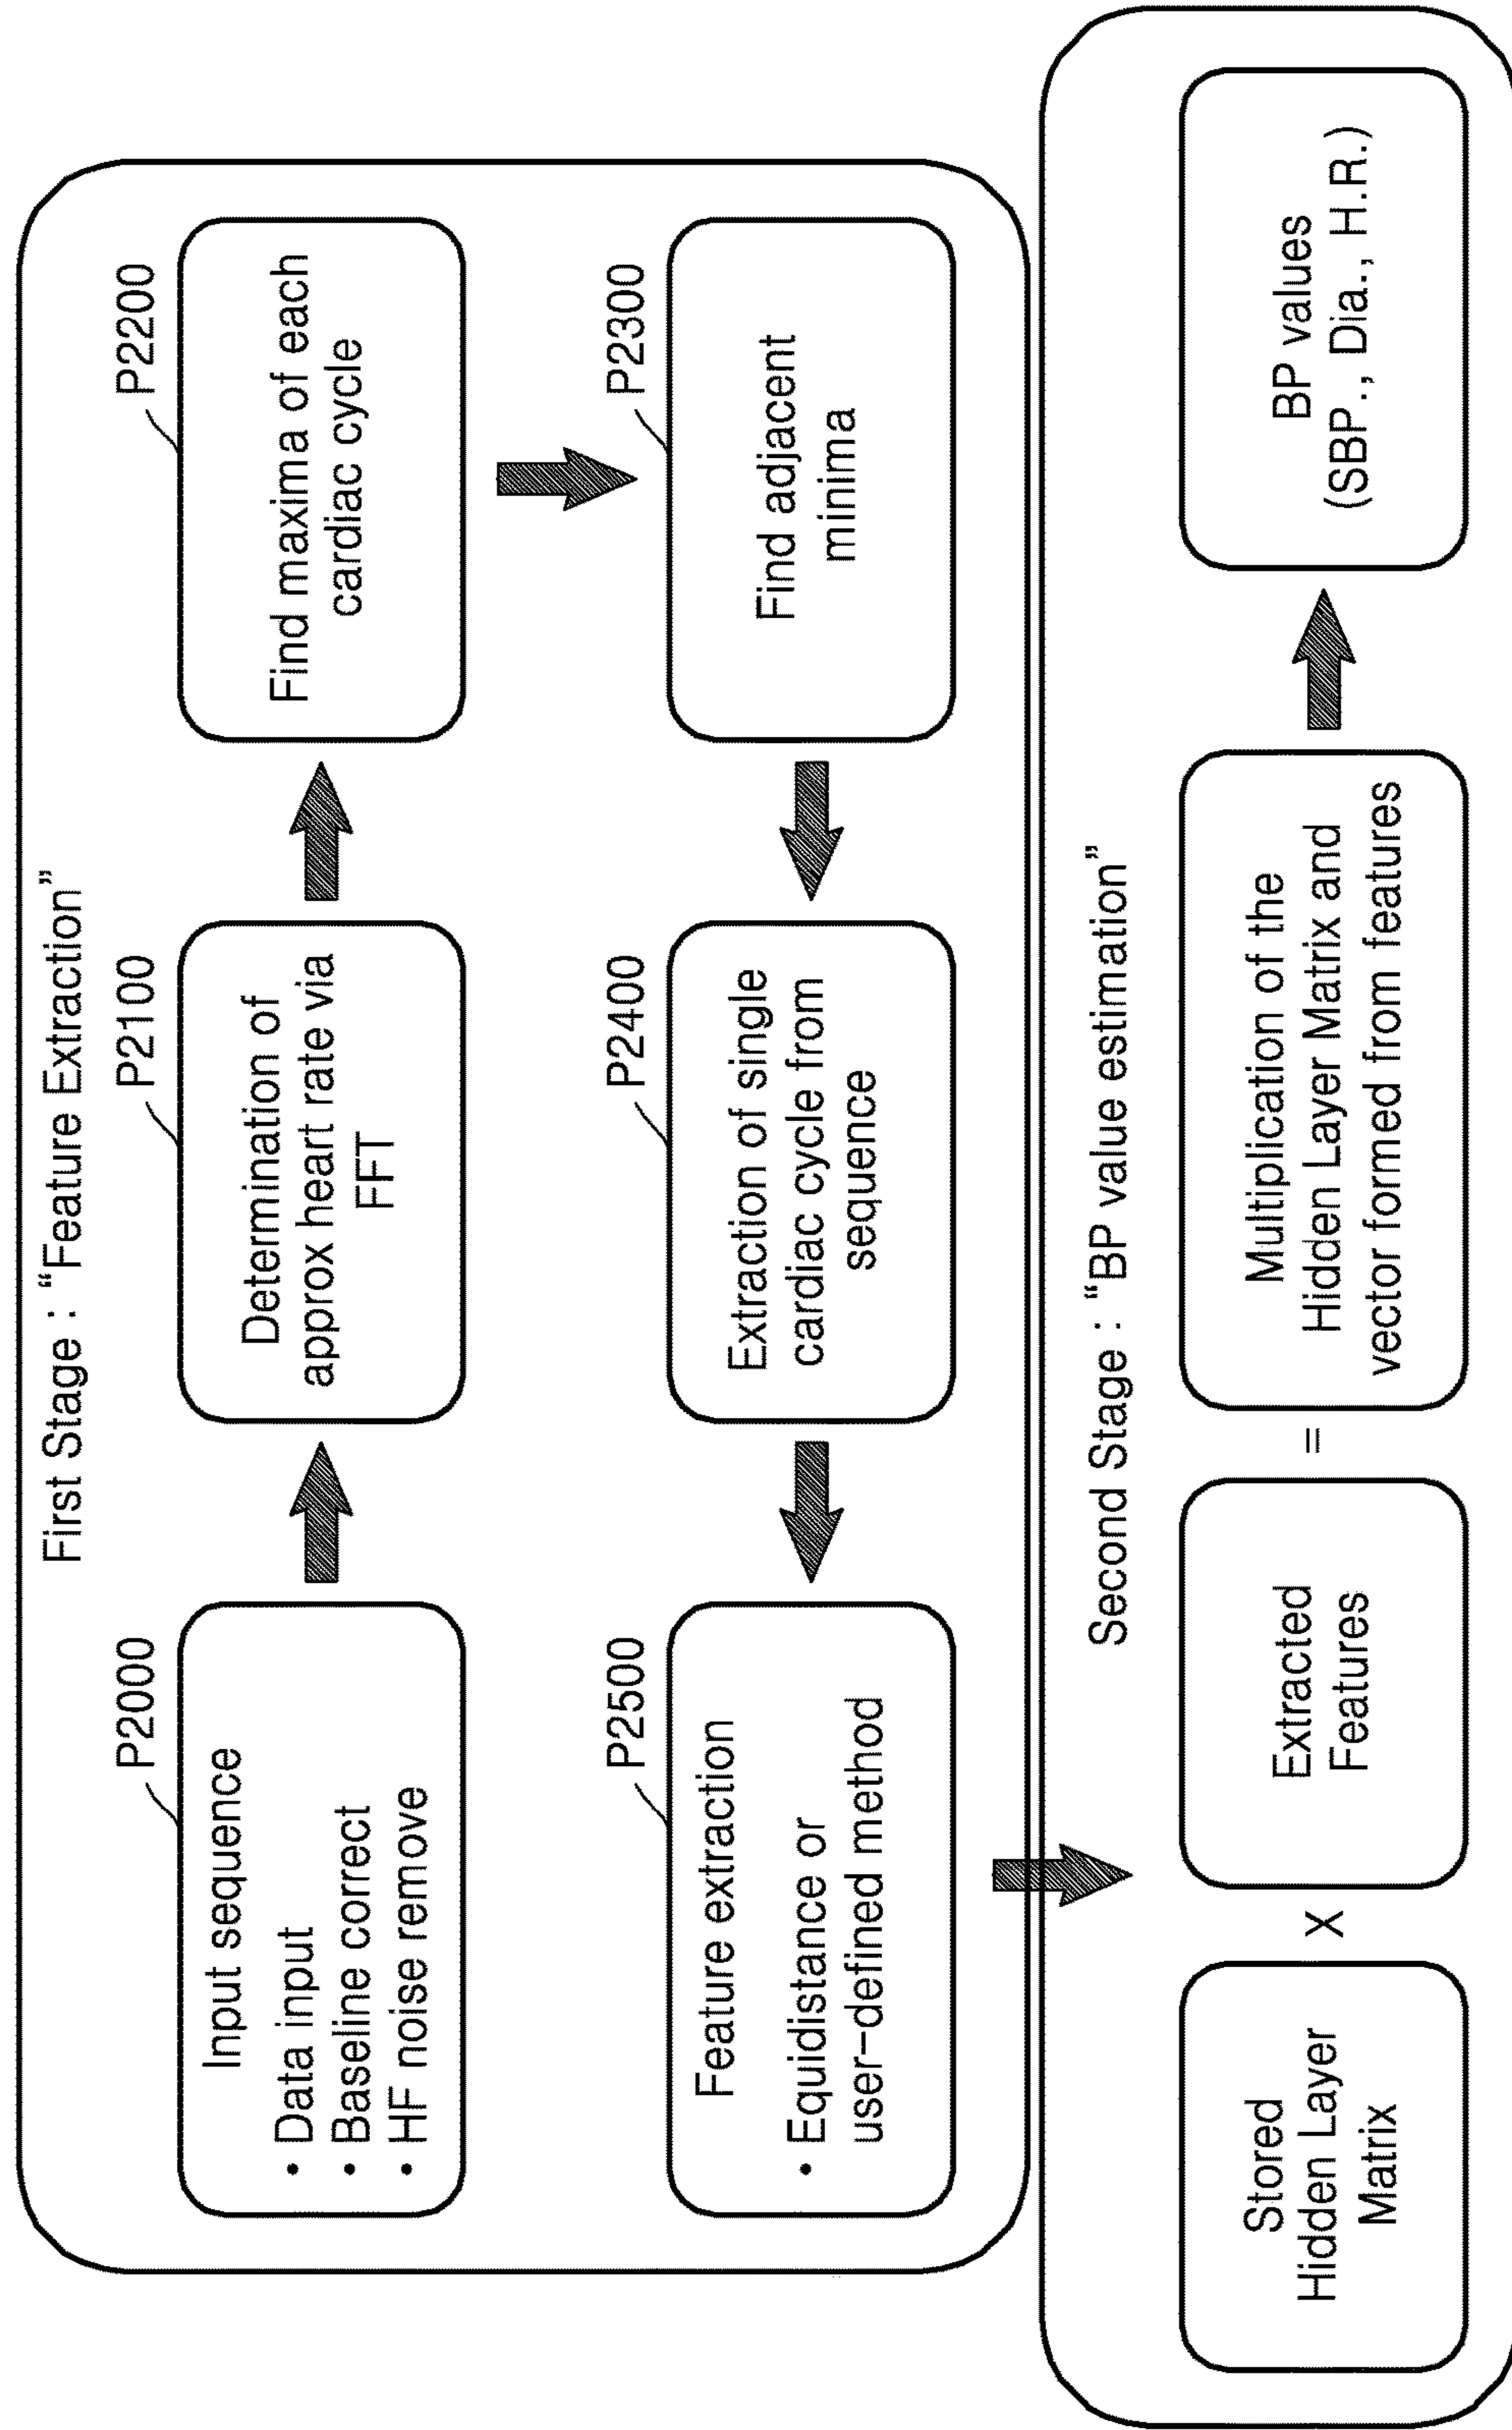 First Stage : “Feature Extraction”
P2000
Input sequence
• Data input
• Baseline correct
• HF noise remove
P2100
Determination of
approx heart rate via
FFT
P2200
Find maxima of each
cardiac cycle
P2300
Find adjacent
minima
P2400
Extraction of single
cardiac cycle from
sequence
P2500
Feature extraction
• Equidistance or
user-defined method
Second Stage : “BP value estimation”
Stored
Hidden Layer
Matrix
X
Extracted
Features
=
Multiplication of the
Hidden Layer Matrix and
vector formed from features
BP values
(SBP., Dia., H.R.)